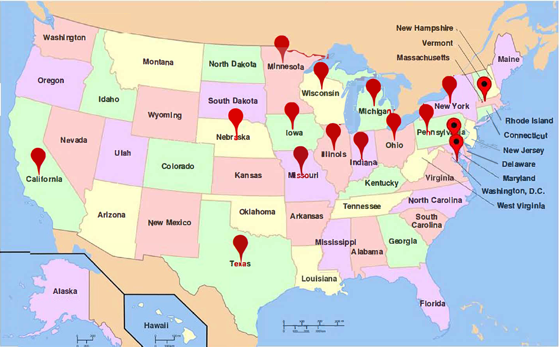 New Hampshire
Vermont
Massachusetts
Washington
Maine
Montana
North Dakota
Minnesota
Oregon
Idaho
Wisconsin
South Dakota
Michigan
New York
Wyoming
Rhode Island
Iowa
Connecticut
Nebraska
Pennsylvania
Nevada
Ohio
New Jersey
Utah
Illinois
Indiana
Delaware
Colorado
California
Kansas
Missouri
Virginia
Maryland
Kentucky
Washington, D.C.
North Carolina
West Virginia
Tennessee
Arizona
Oklahoma
New Mexico
Arkansas
South
Carolina
Mississippi
Alabama
Georgia
Texas
Louisiana
Alaska
Florida
Hawaii